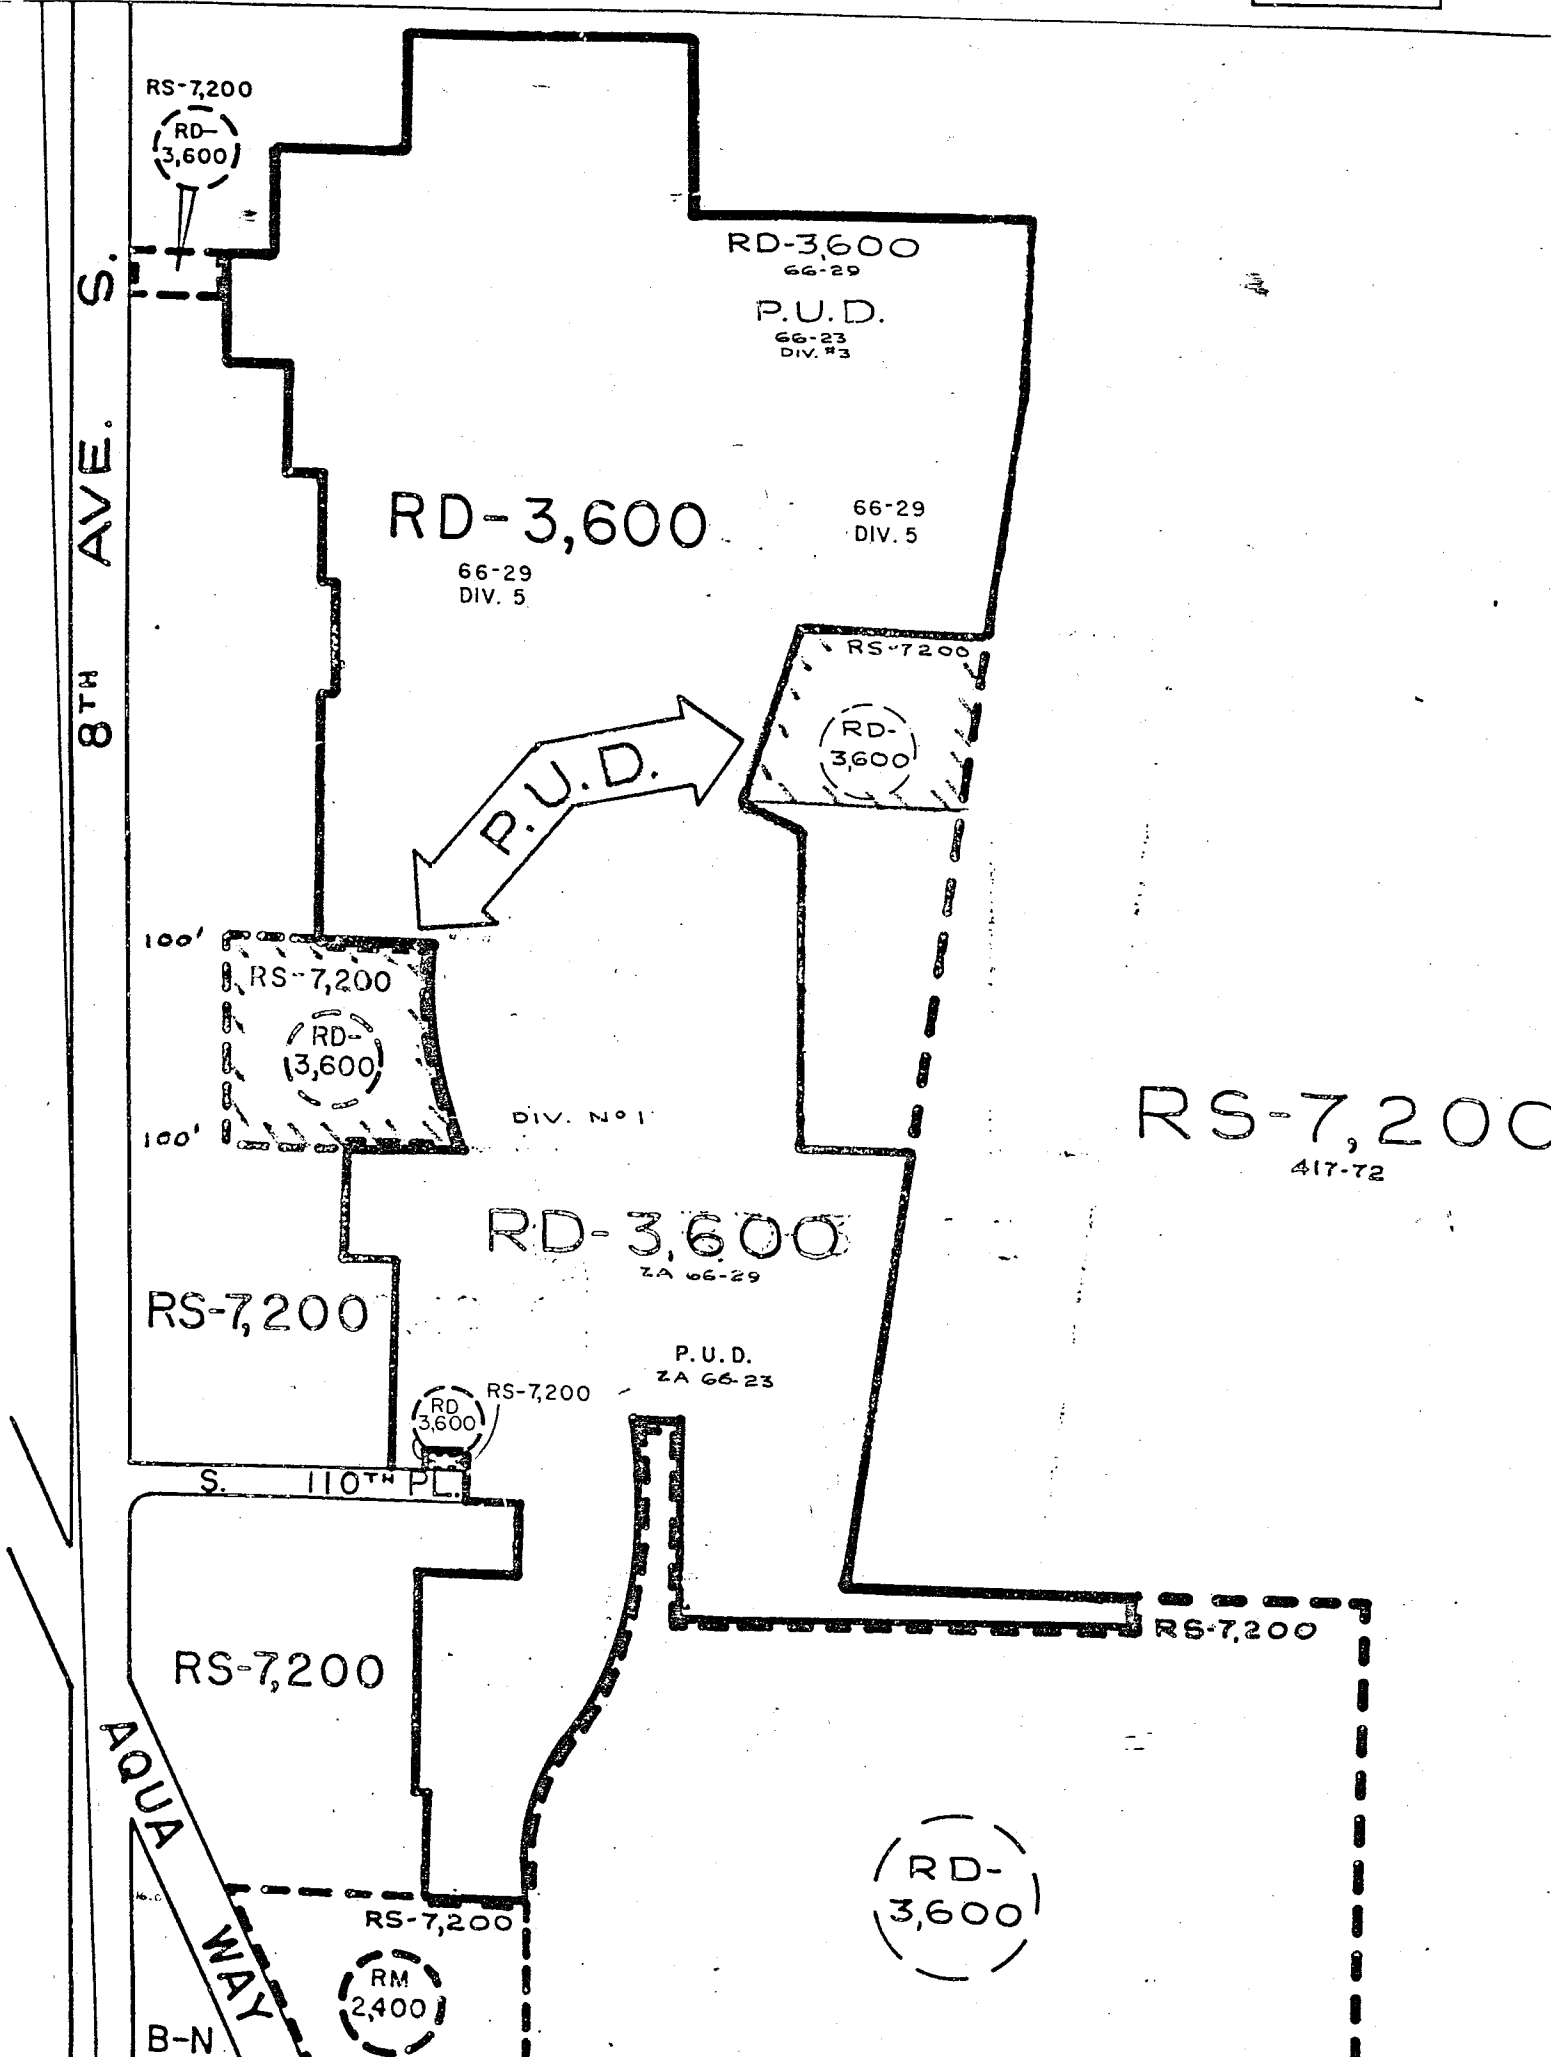 RS-7,200
RD-
3,600
8TH AVE. S.
RD-3,600
66-29
P.U.D.
66-23
DIV. #3
RD-3,600
66-29
DIV. 5
66-29
DIV. 5
RS-7200
RD-
3,600
P.U.D.
100'
RS-7,200
RD-
3,600
100'
DIV. Nº 1
RS-7,200
417-72
RD-3,600
ZA 66-29
RS-7,200
P.U.D.
ZA 66-23
RS-7,200
RD
3,600
S. 110TH PL.
RS-7,200
RS-7,200
AQUA WAY
RD-
3,600
RS-7,200
RM
2,400
B-N